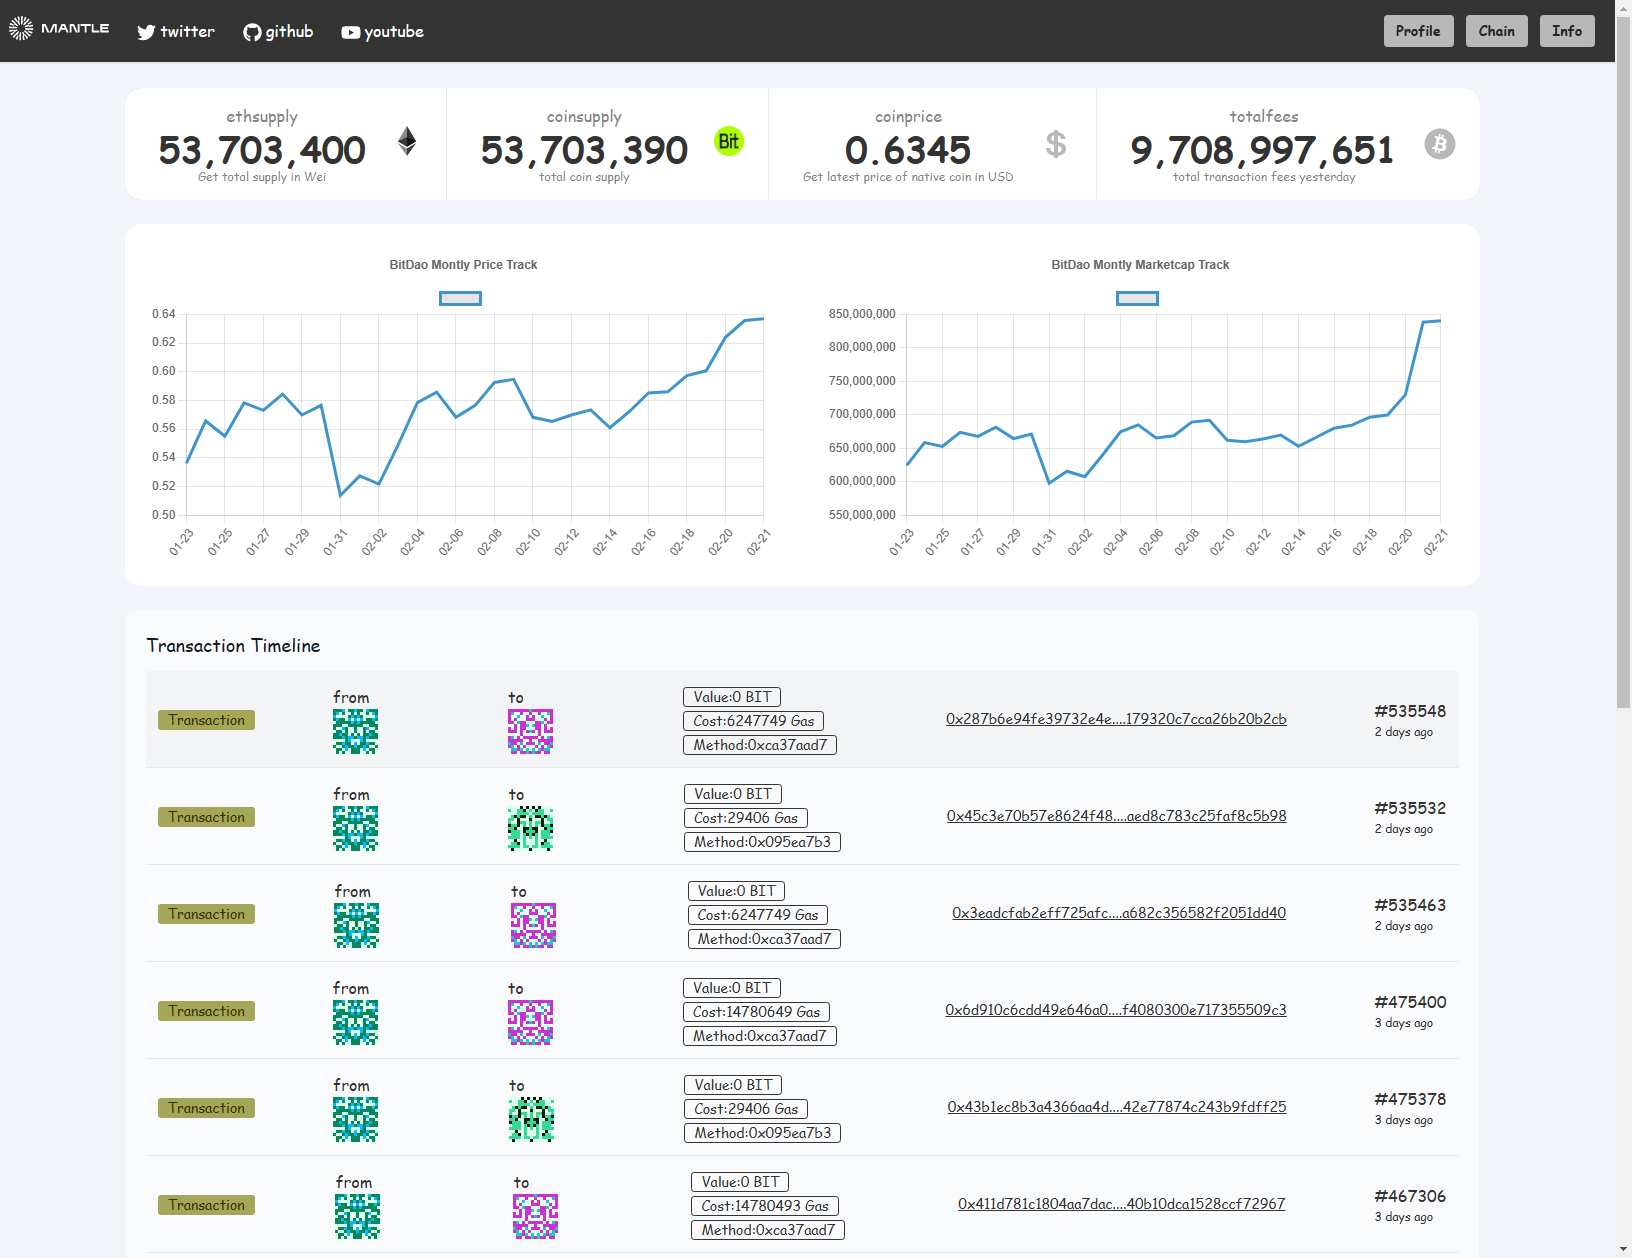 MANTLE twitter github youtube Profile Chain Info
ethsupply
53,703,400
Get total supply in Wei
coinsupply
53,703,390
total coin supply
Bit
coinprice
0.6345
Get latest price of native coin in USD
$
totalfees
9,708,997,651
total transaction fees yesterday
BitDao Montly Price Track
0.64
0.62
0.60
0.58
0.56
0.54
0.52
0.50
01-23 01-25 01-27 01-29 01-31 02-02 02-04 02-06 02-08 02-10 02-12 02-14 02-16 02-18 02-20 02-21
BitDao Montly Marketcap Track
850,000,000
800,000,000
750,000,000
700,000,000
650,000,000
600,000,000
550,000,000
01-23 01-25 01-27 01-29 01-31 02-02 02-04 02-06 02-08 02-10 02-12 02-14 02-16 02-18 02-20 02-21
Transaction Timeline
Transaction
from
to
Value:0 BIT
Cost:6247749 Gas
Method:0xca37aad7
0x287b6e94fe39732e4e....179320c7cca26b20b2cb
#535548
2 days ago
Transaction
from
to
Value:0 BIT
Cost:29406 Gas
Method:0x095ea7b3
0x45c3e70b57e8624f48....aed8c783c25faf8c5b98
#535532
2 days ago
Transaction
from
to
Value:0 BIT
Cost:6247749 Gas
Method:0xca37aad7
0x3eadcfab2eff725afc....a682c356582f2051dd40
#535463
2 days ago
Transaction
from
to
Value:0 BIT
Cost:14780649 Gas
Method:0xca37aad7
0x6d910c6cdd49e646a0....f4080300e717355509c3
#475400
3 days ago
Transaction
from
to
Value:0 BIT
Cost:29406 Gas
Method:0x095ea7b3
0x43b1ec8b3a4366aa4d....42e77874c243b9fdff25
#475378
3 days ago
Transaction
from
to
Value:0 BIT
Cost:14780493 Gas
Method:0xca37aad7
0x411d781c1804aa7dac....40b10dca1528ccf72967
#467306
3 days ago